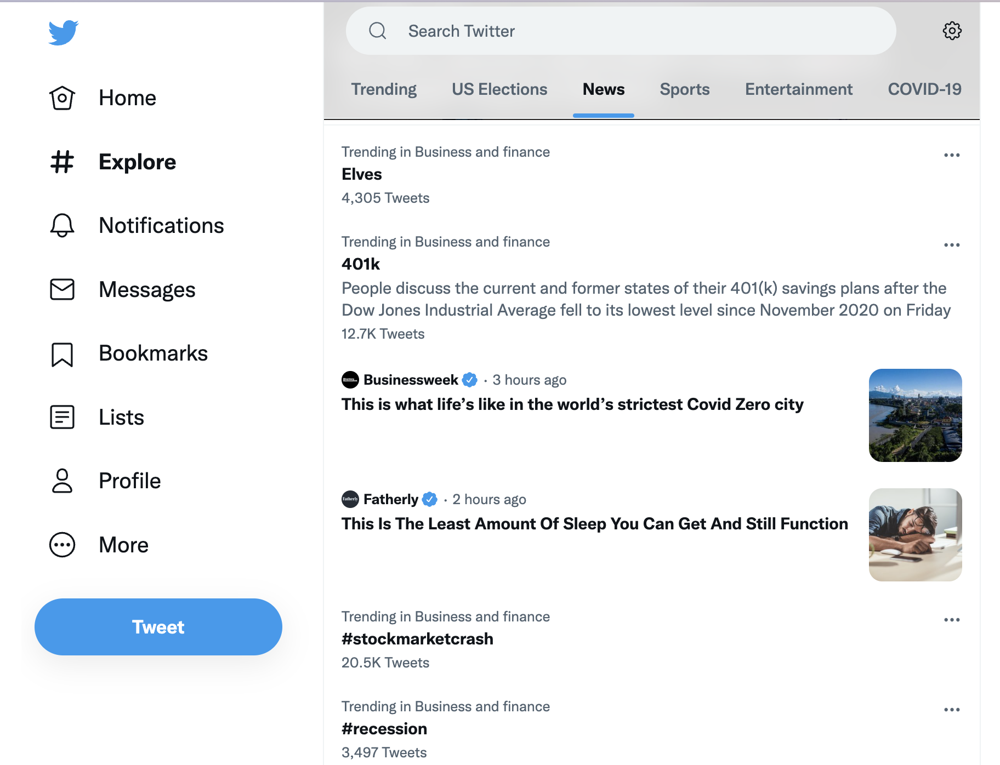 Search Twitter
Home
Explore
Notifications
Messages
Bookmarks
Lists
Profile
More
Tweet
Trending
US Elections
News
Sports
Entertainment
COVID-19
Trending in Business and finance
Elves
4,305 Tweets
Trending in Business and finance
401k
People discuss the current and former states of their 401(k) savings plans after the
Dow Jones Industrial Average fell to its lowest level since November 2020 on Friday
12.7K Tweets
Businessweek · 3 hours ago
This is what life’s like in the world’s strictest Covid Zero city
Fatherly
Fatherly · 2 hours ago
This Is The Least Amount Of Sleep You Can Get And Still Function
Trending in Business and finance
#stockmarketcrash
20.5K Tweets
Trending in Business and finance
#recession
3,497 Tweets